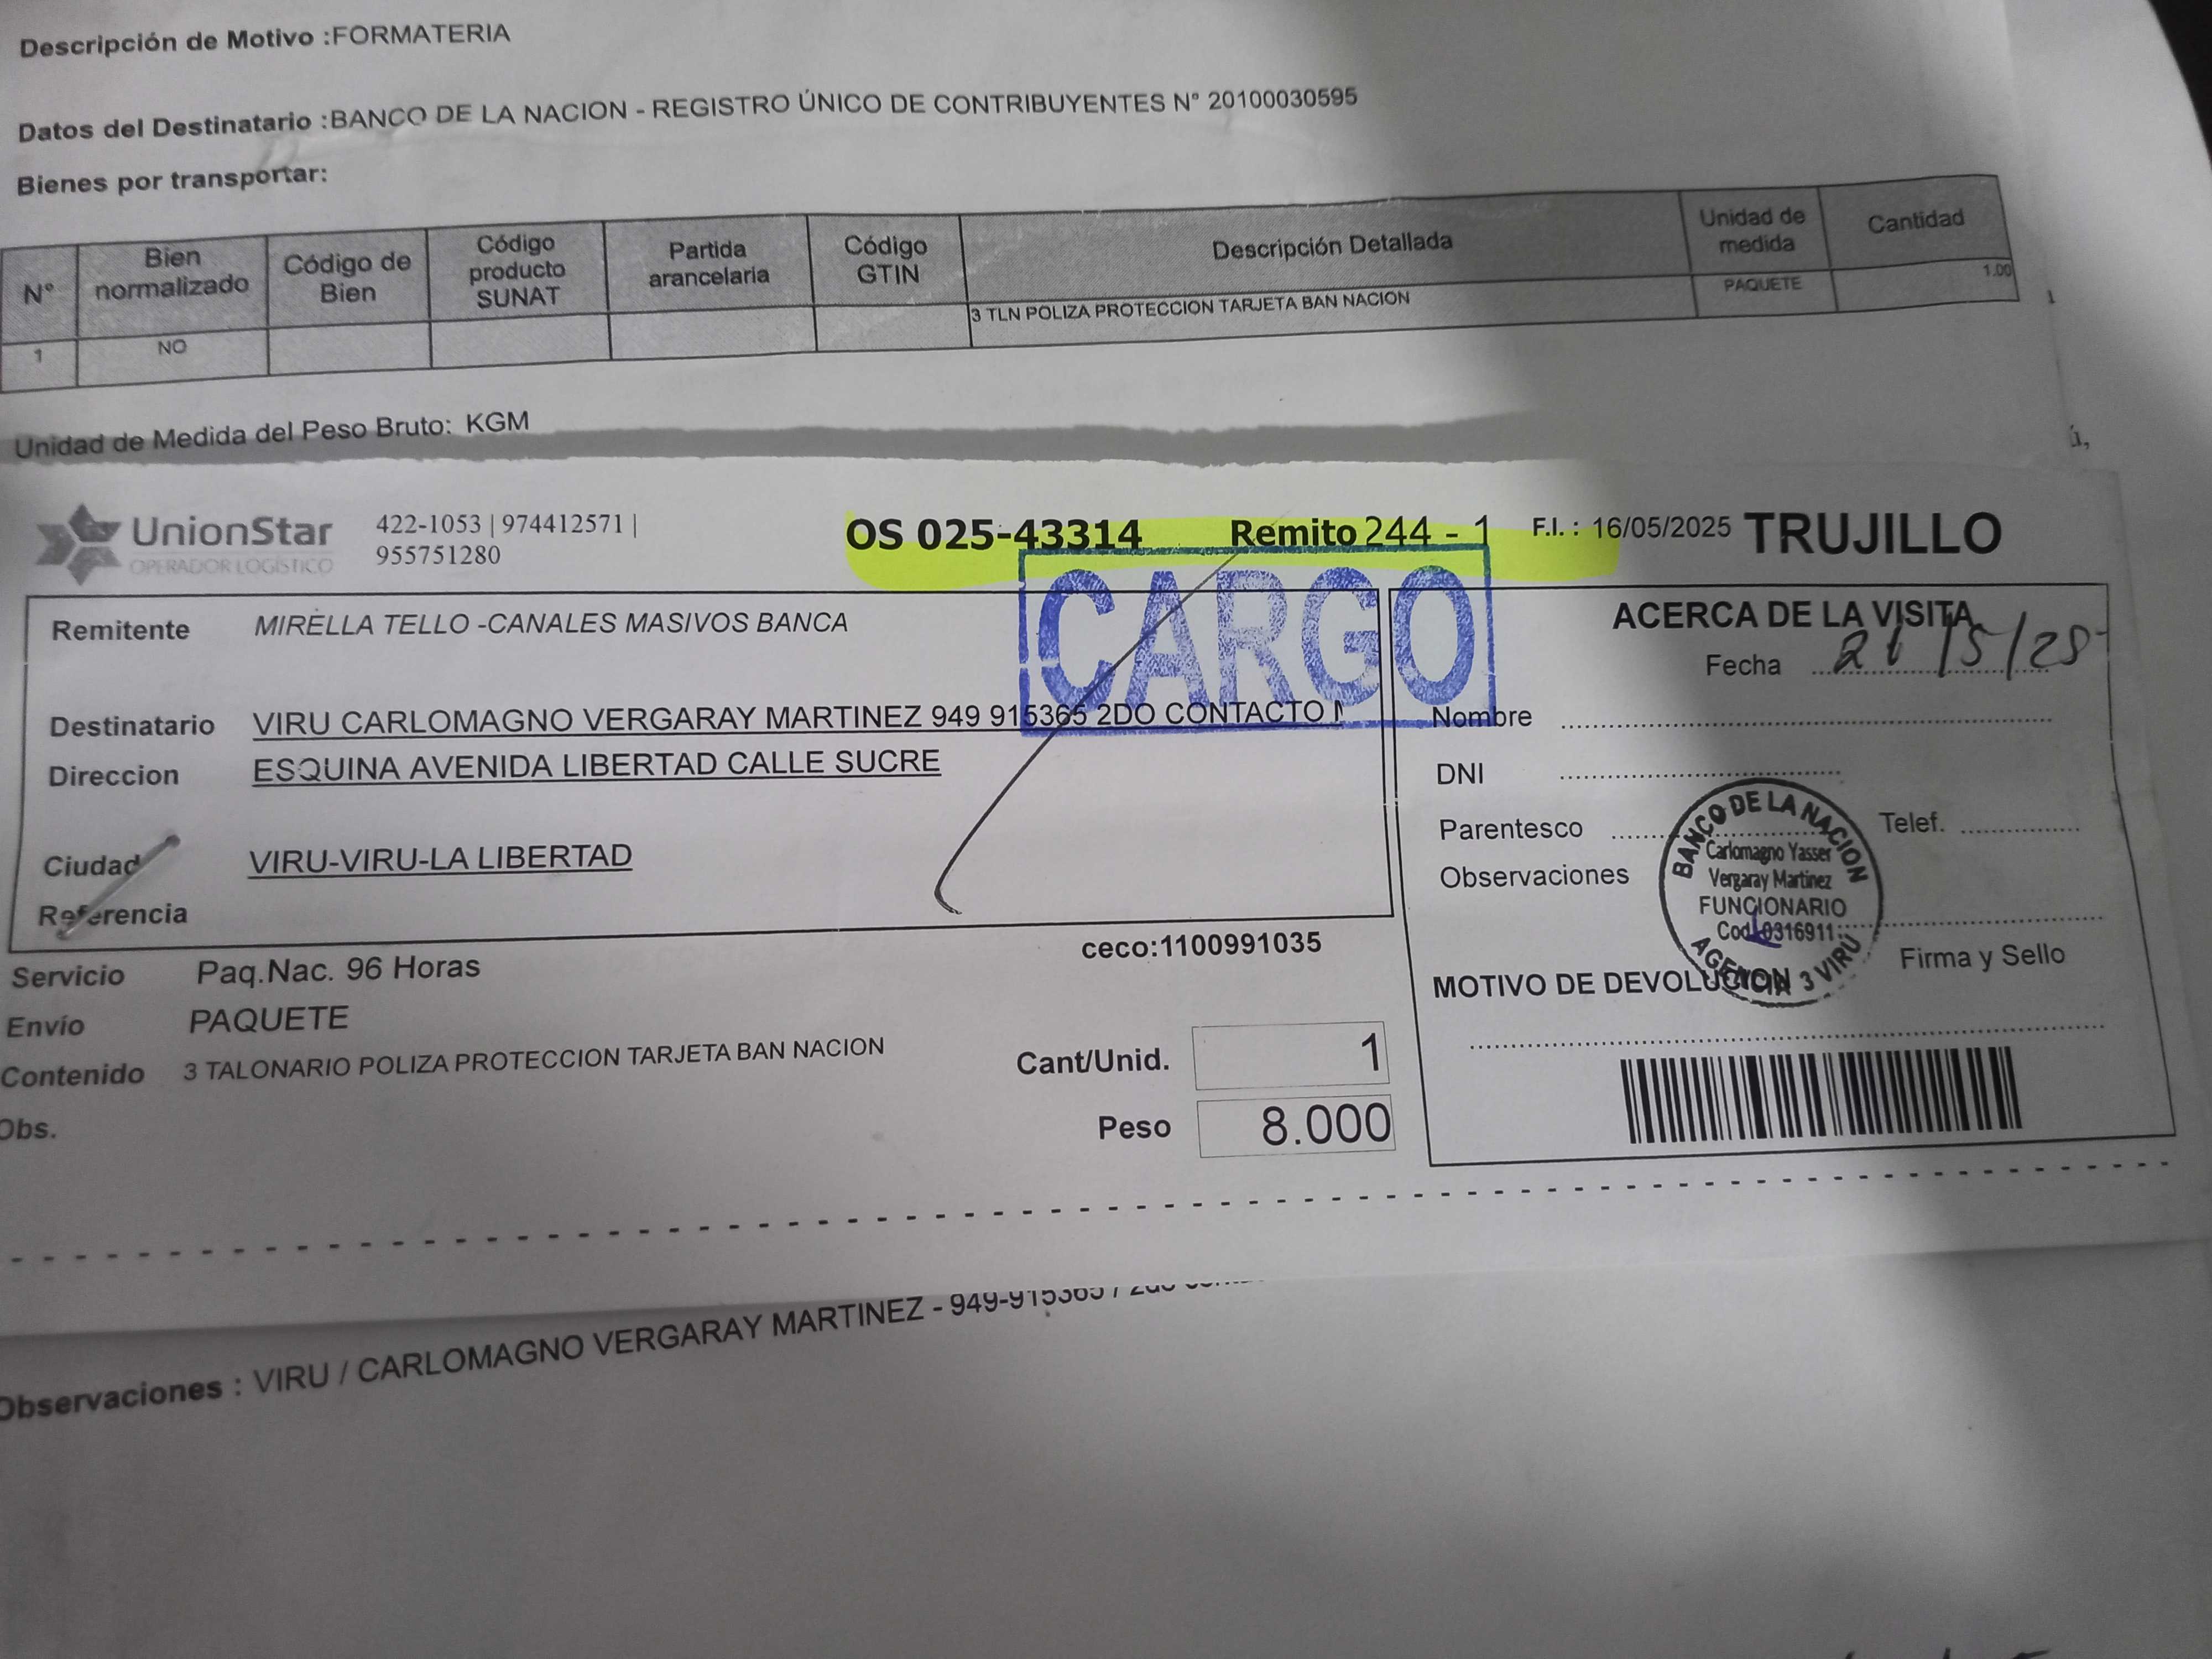 Descripción de Motivo :FORMATERIA
Datos del Destinatario :BANCO DE LA NACION - REGISTRO ÚNICO DE CONTRIBUYENTES N° 20100030595
Bienes por transportar:
N° Bien normalizado Código de Bien Código producto SUNAT Partida arancelaria Código GTIN Descripción Detallada Unidad de medida Cantidad
1 NO 3 TLN POLIZA PROTECCION TARJETA BAN NACION PAQUETE 1.00
Unidad de Medida del Peso Bruto: KGM
UnionStar
OPERADOR LOGÍSTICO
422-1053 | 974412571 |
955751280
OS 025-43314 Remito 244 - 1 F.I. : 16/05/2025 TRUJILLO
CARGO
Remitente MIRELLA TELLO -CANALES MASIVOS BANCA
Destinatario VIRU CARLOMAGNO VERGARAY MARTINEZ 949 915365 2DO CONTACTO
Direccion ESQUINA AVENIDA LIBERTAD CALLE SUCRE
Ciudad VIRU-VIRU-LA LIBERTAD
Referencia
ceco:1100991035
Servicio Paq.Nac. 96 Horas
Envío PAQUETE
Contenido 3 TALONARIO POLIZA PROTECCION TARJETA BAN NACION
Obs.
Cant/Unid. 1
Peso 8.000
ACERCA DE LA VISITA
Fecha
Nombre
DNI
Parentesco Telef.
Observaciones
BANCO DE LA NACION
Carlomagno Yasser
Vergaray Martinez
FUNCIONARIO
Cod. 0316911
AGENCIA 3 VIRU
Firma y Sello
MOTIVO DE DEVOLUCION
Observaciones : VIRU / CARLOMAGNO VERGARAY MARTINEZ - 949-915365 / 2do